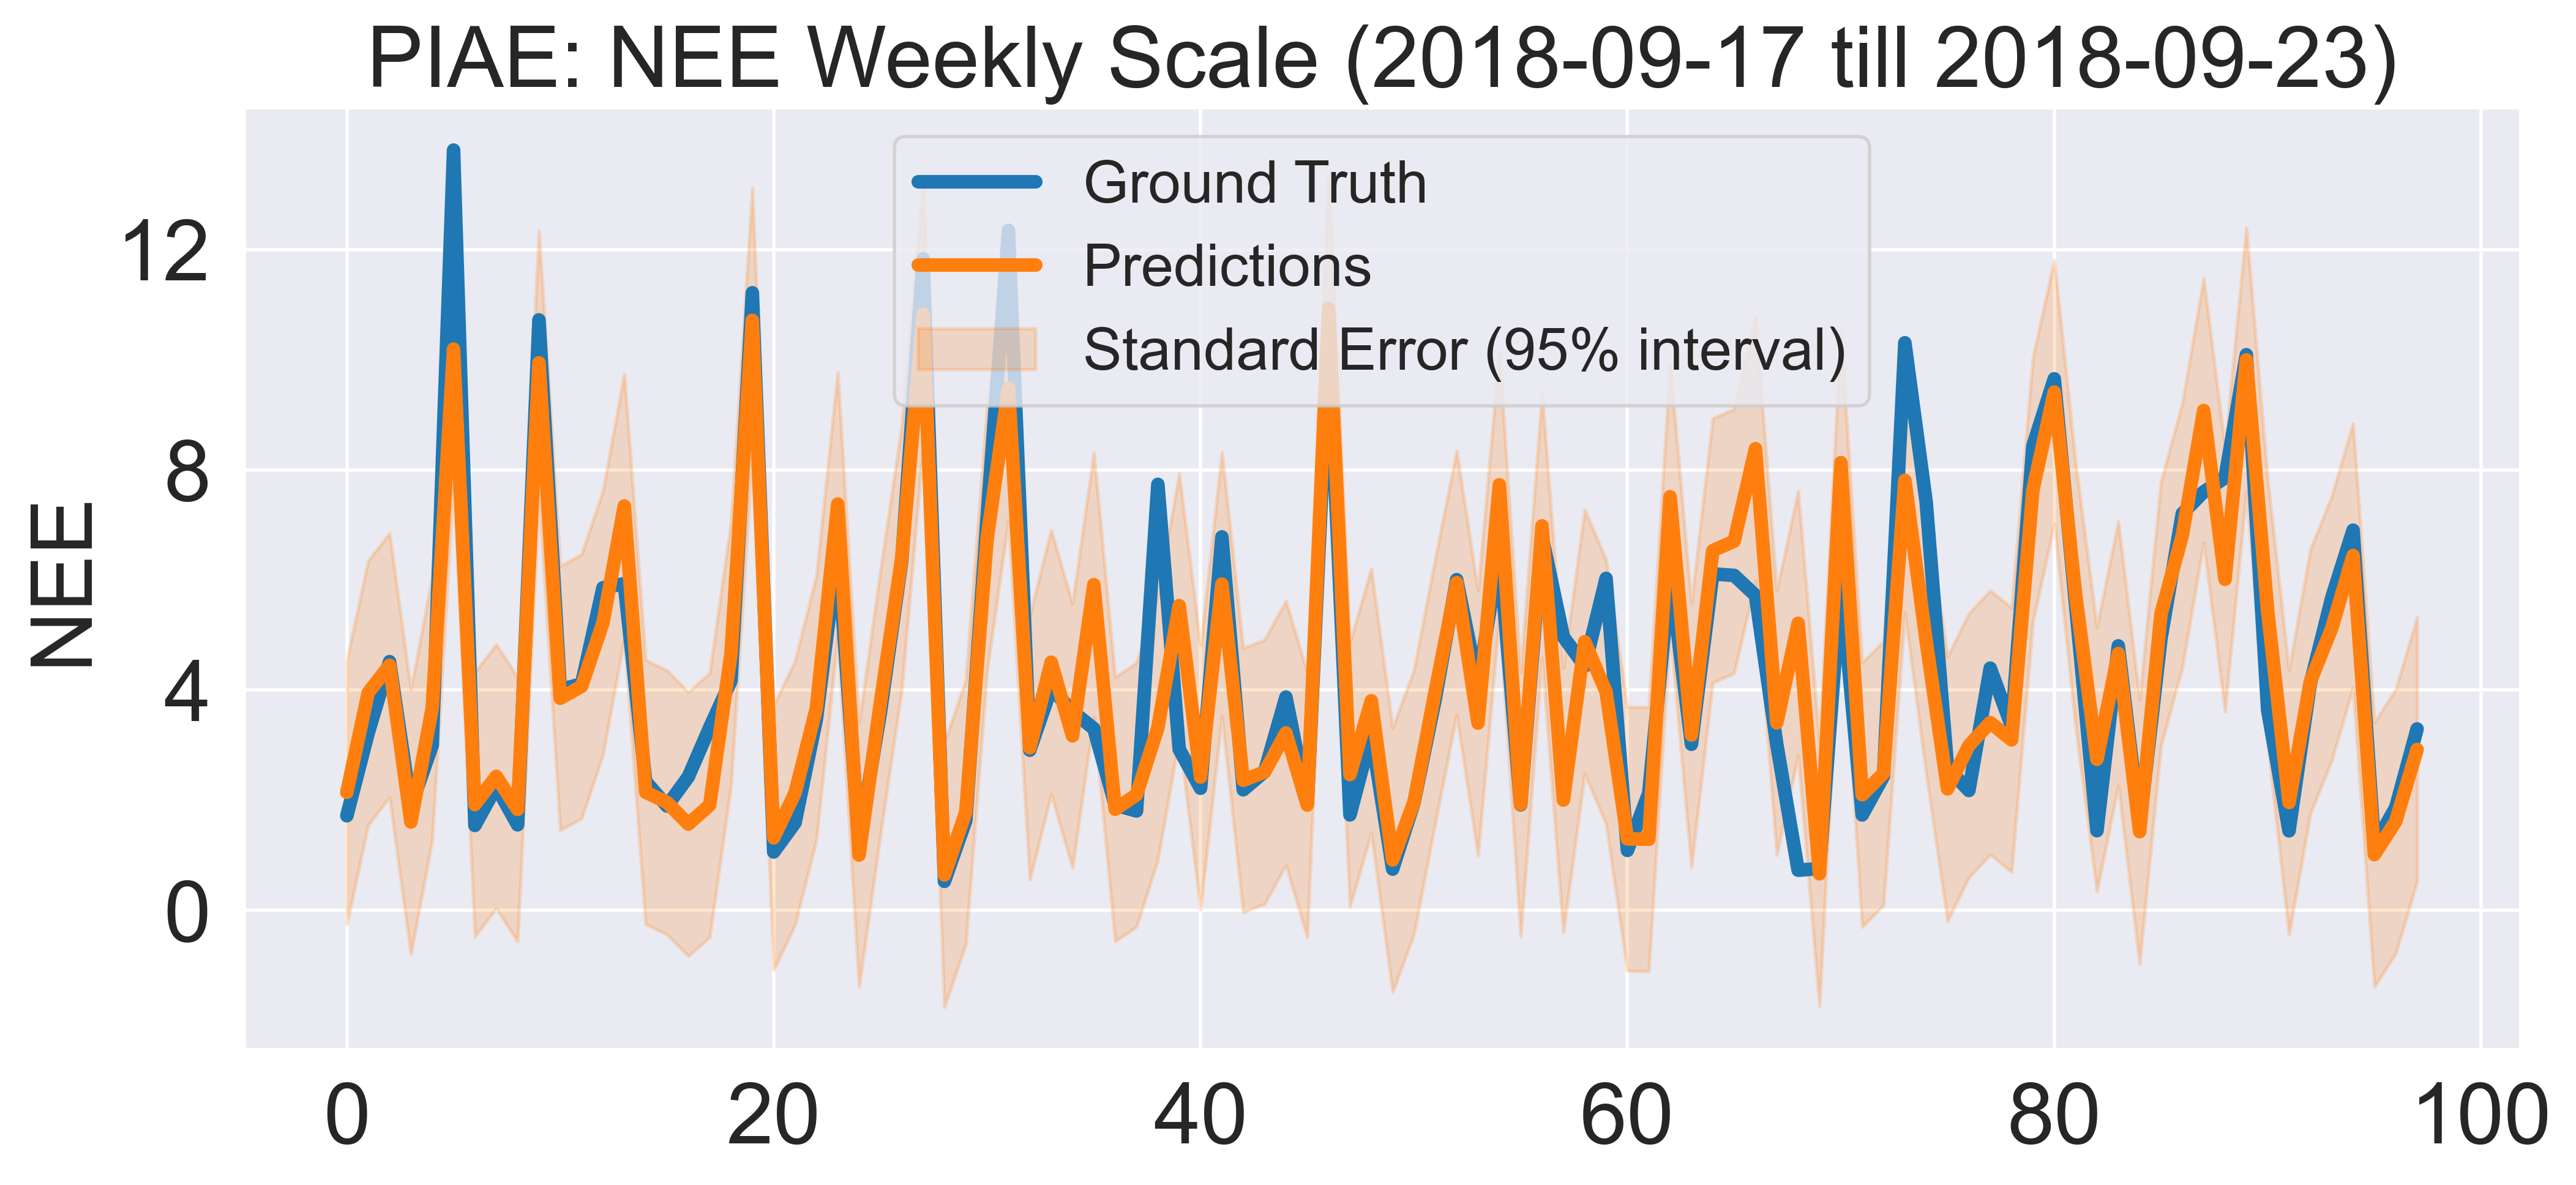 PIAE: NEE Weekly Scale (2018-09-17 till 2018-09-23)
Ground Truth
Predictions
Standard Error (95% interval)
NEE
12
8
4
0
0 20 40 60 80 100